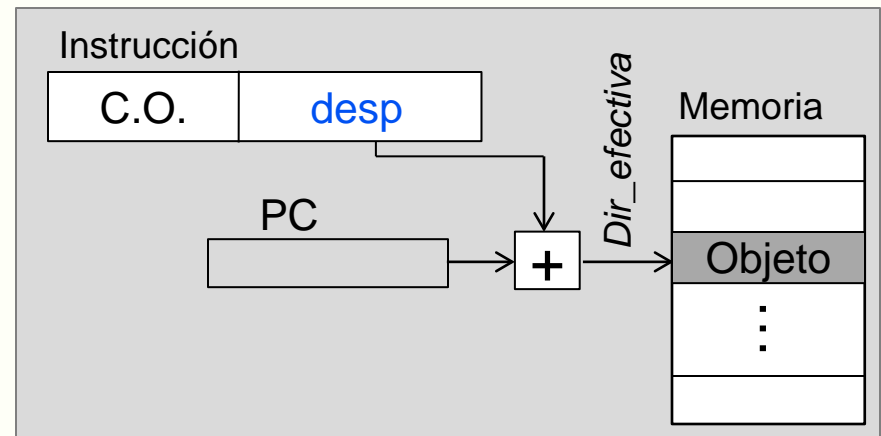 Instrucción
C.O. desp
PC
+
Dir_efectiva
Memoria
Objeto
⋮